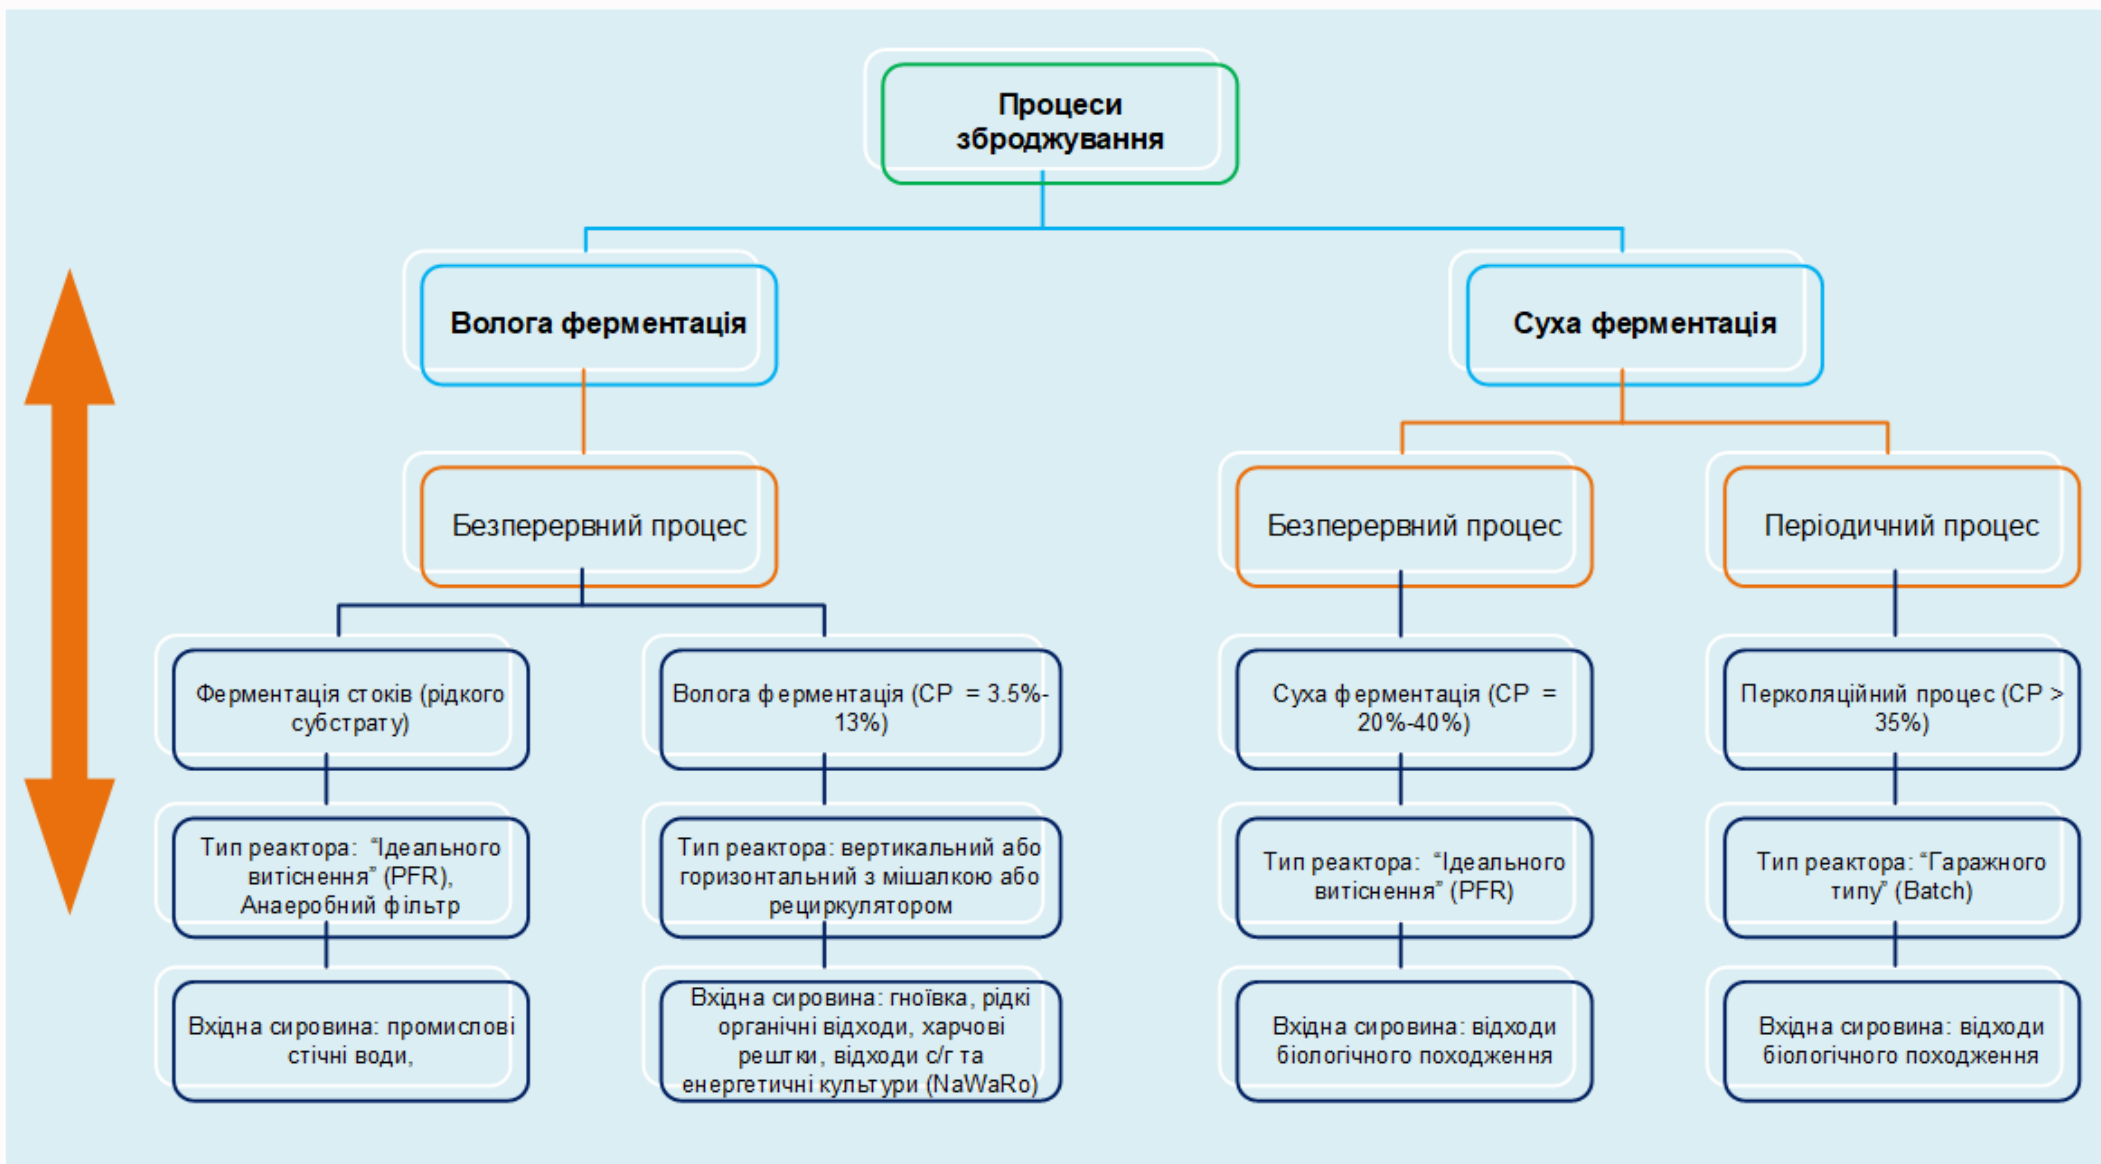 Процеси
зброджування
Волога ферментація
Суха ферментація
Безперервний процес
Безперервний процес
Періодичний процес
Ферментація стоків (рідкого
субстрату)
Волога ферментація (СР = 3.5%-
13%)
Суха ферментація (СР =
20%-40%)
Перколяційний процес (СР >
35%)
Тип реактора: “Ідеального
витіснення” (PFR),
Анаеробний фільтр
Тип реактора: вертикальний або
горизонтальний з мішалкою або
рециркулятором
Тип реактора: “Ідеального
витіснення” (PFR)
Тип реактора: “Гаражного
типу” (Batch)
Вхідна сировина: промислові
стічні води,
Вхідна сировина: гноївка, рідкі
органічні відходи, харчові
рештки, відходи с/г та
енергетичні культури (NaWaRo)
Вхідна сировина: відходи
біологічного походження
Вхідна сировина: відходи
біологічного походження